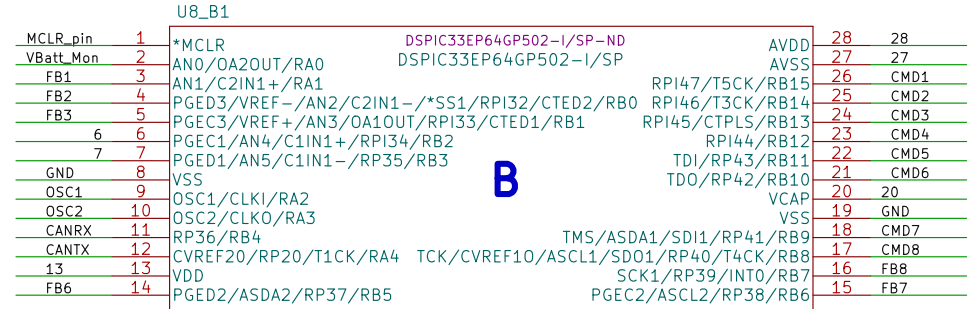 U8_B1
DSPIC33EP64GP502-I/SP-ND
DSPIC33EP64GP502-I/SP
B
MCLR_pin 1 *MCLR AVDD 28 28
VBatt_Mon 2 AN0/OA2OUT/RA0 AVSS 27 27
FB1 3 AN1/C2IN1+/RA1 RPI47/T5CK/RB15 26 CMD1
FB2 4 PGED3/VREF-/AN2/C2IN1-/*SS1/RPI32/CTED2/RB0 RPI46/T3CK/RB14 25 CMD2
FB3 5 PGEC3/VREF+/AN3/OA1OUT/RPI33/CTED1/RB1 RPI45/CTPLS/RB13 24 CMD3
6 6 PGEC1/AN4/C1IN1+/RPI34/RB2 RPI44/RB12 23 CMD4
7 7 PGED1/AN5/C1IN1-/RP35/RB3 TDI/RP43/RB11 22 CMD5
GND 8 VSS TDO/RP42/RB10 21 CMD6
OSC1 9 OSC1/CLKI/RA2 VCAP 20 20
OSC2 10 OSC2/CLKO/RA3 VSS 19 GND
CANRX 11 RP36/RB4 TMS/ASDA1/SDI1/RP41/RB9 18 CMD7
CANTX 12 CVREF2O/RP20/T1CK/RA4 TCK/CVREF1O/ASCL1/SDO1/RP40/T4CK/RB8 17 CMD8
13 13 VDD SCK1/RP39/INT0/RB7 16 FB8
FB6 14 PGED2/ASDA2/RP37/RB5 PGEC2/ASCL2/RP38/RB6 15 FB7